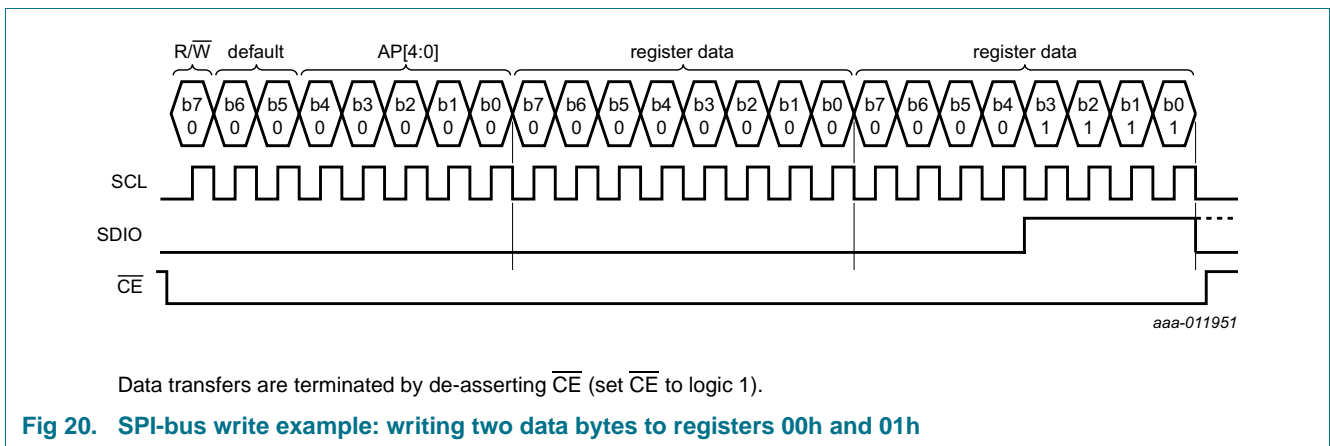 R/W̅ default AP[4:0] register data register data
b7 b6 b5 b4 b3 b2 b1 b0 b7 b6 b5 b4 b3 b2 b1 b0 b7 b6 b5 b4 b3 b2 b1 b0
0 0 0 0 0 0 0 0 0 0 0 0 0 0 0 0 0 0 0 0 1 1 1 1
SCL
SDIO
C̅E̅
aaa-011951
Data transfers are terminated by de-asserting C̅E̅ (set C̅E̅ to logic 1).
Fig 20. SPI-bus write example: writing two data bytes to registers 00h and 01h